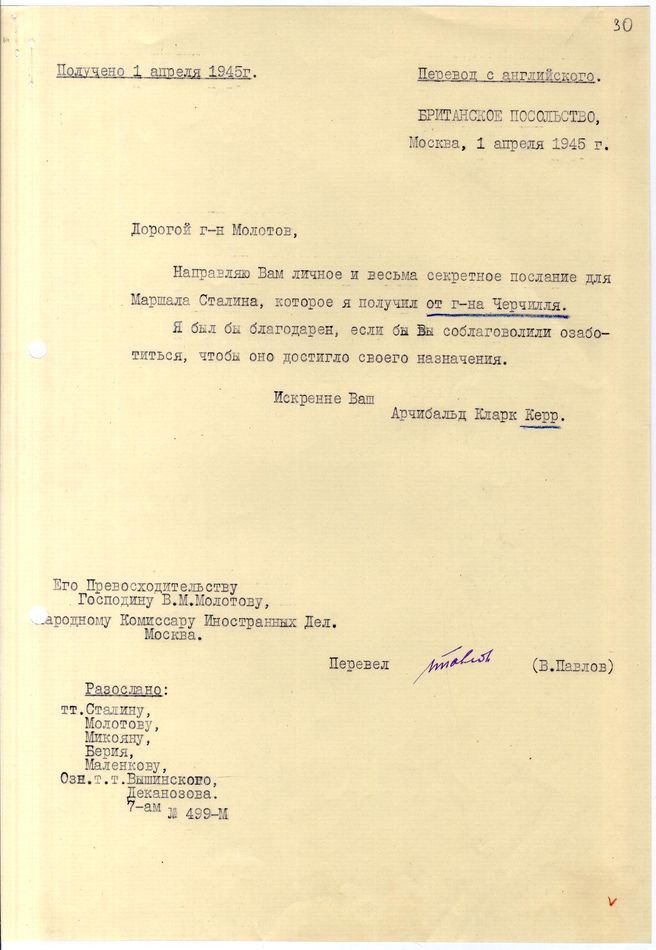 30
Получено 1 апреля 1945г.
Перевод с английского.
БРИТАНСКОЕ ПОСОЛЬСТВО,
Москва, 1 апреля 1945 г.
Дорогой г-н Молотов,
Направляю Вам личное и весьма секретное послание для
Маршала Сталина, которое я получил от г-на Черчилля.
Я был бы благодарен, если бы Вы соблаговолили озабо-
титься, чтобы оно достигло своего назначения.
Искренне Ваш
Арчибальд Кларк Керр.
Его Превосходительству
Господину В.М.Молотову,
ародному Комиссару Иностранных Дел.
Москва.
Перевел Павлов (В.Павлов)
Разослано:
тт.Сталину,
Молотову,
Микояну,
Берия,
Маленкову,
Озн.т.т.Вышинского,
Деканозова.
7-ам № 499-М